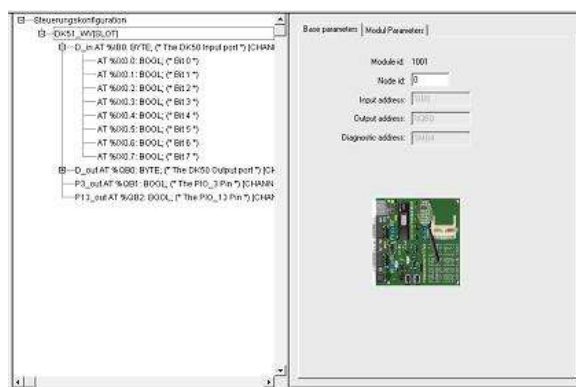 Steuerungskonfiguration
DK51_WV[SLOT]
D_in AT %IB0: BYTE; (* The DK50 Input port *) [CHANN
AT %IX0.0: BOOL; (* Bit 0 *)
AT %IX0.1: BOOL; (* Bit 1 *)
AT %IX0.2: BOOL; (* Bit 2 *)
AT %IX0.3: BOOL; (* Bit 3 *)
AT %IX0.4: BOOL; (* Bit 4 *)
AT %IX0.5: BOOL; (* Bit 5 *)
AT %IX0.6: BOOL; (* Bit 6 *)
AT %IX0.7: BOOL; (* Bit 7 *)
D_out AT %QB0: BYTE; (* The DK50 Output port *) [CHA
P3_out AT %QB1: BOOL; (* The PIO_3 Pin *) [CHANN
P13_out AT %QB2: BOOL; (* The PIO_13 Pin *) [CHAN
Base parameters Modul Parameters
Module id: 1001
Node id: 0
Input address: %IB0
Output address: %QB0
Diagnostic address: